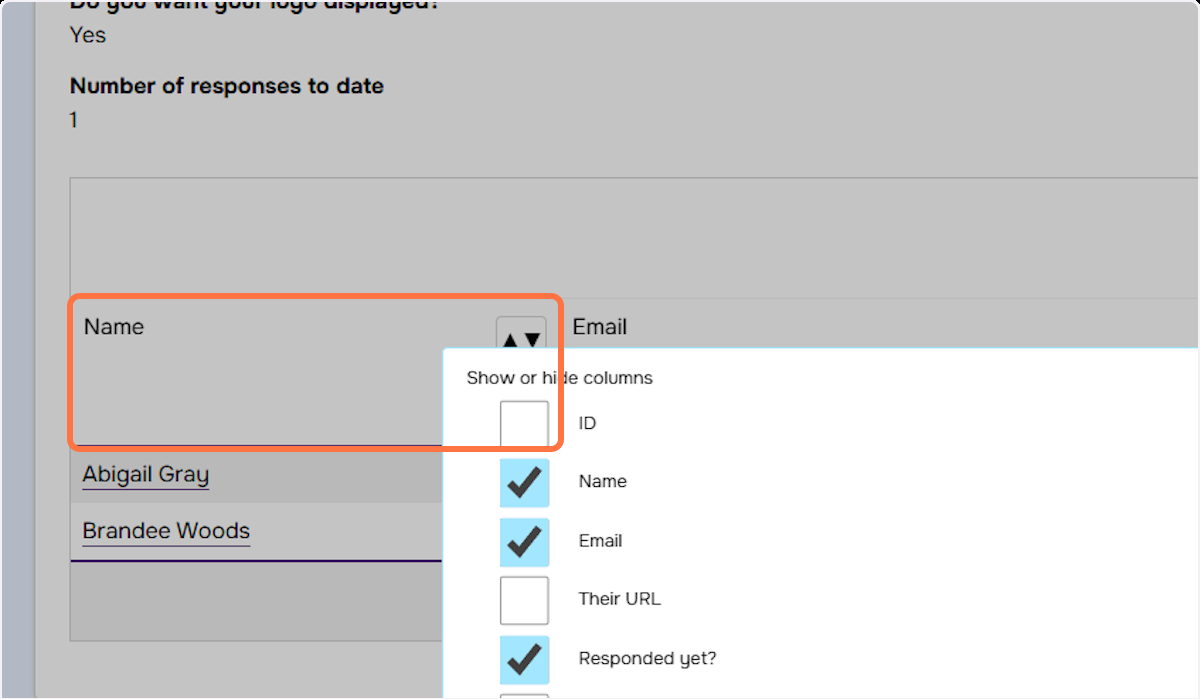 Do you want your logo displayed?
Yes
Number of responses to date
1
Name ▲▼ Email
Show or hide columns
ID
Abigail Gray
Name
Brandee Woods
Email
Their URL
Responded yet?